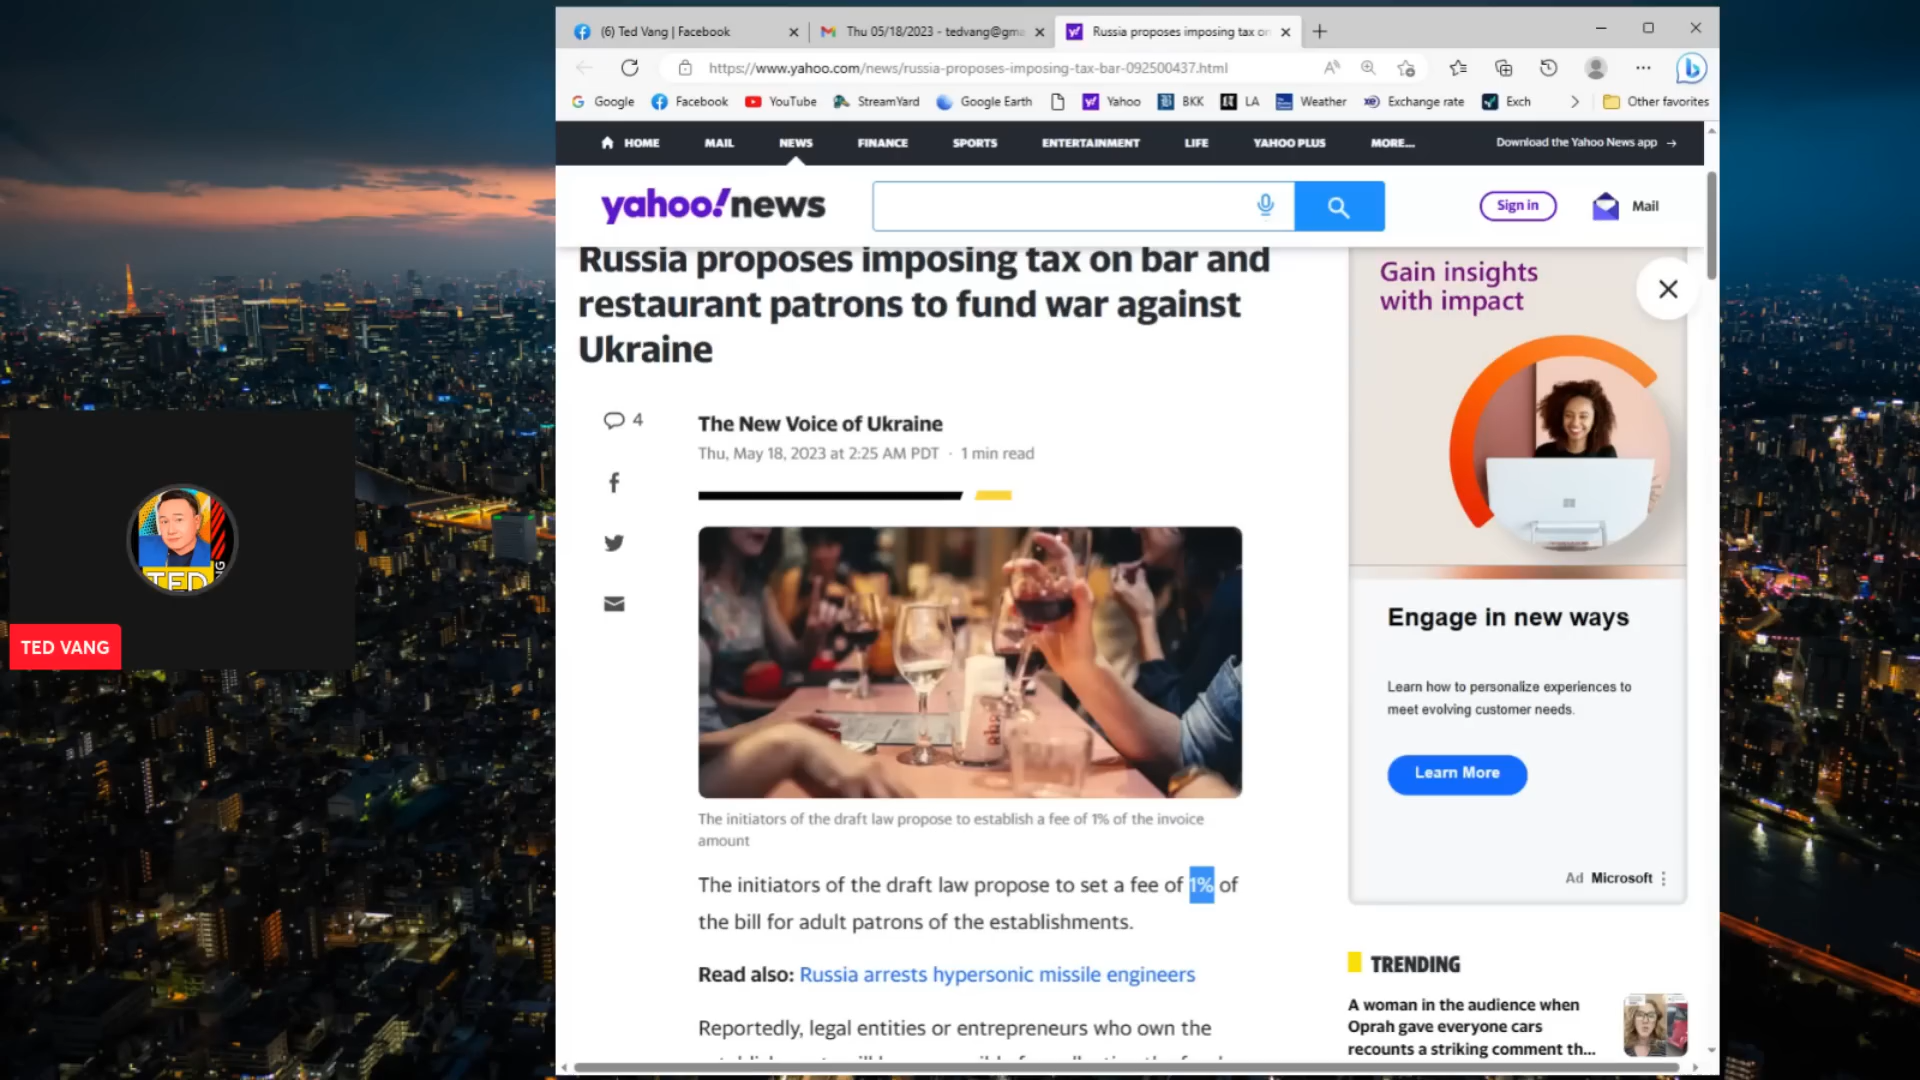 (6) Ted Vang | Facebook
Thu 05/18/2023 - tedvang@gma
Russia proposes imposing tax on
https://www.yahoo.com/news/russia-proposes-imposing-tax-bar-092500437.html
Google
Facebook
YouTube
StreamYard
Google Earth
Yahoo
BKK
LA
Weather
Exchange rate
Exch
Other favorites
HOME
MAIL
NEWS
FINANCE
SPORTS
ENTERTAINMENT
LIFE
YAHOO PLUS
MORE...
Download the Yahoo News app →
yahoo!news
Sign in
Mail
Russia proposes imposing tax on bar and
restaurant patrons to fund war against
Ukraine
4
The New Voice of Ukraine
Thu, May 18, 2023 at 2:25 AM PDT · 1 min read
The initiators of the draft law propose to establish a fee of 1% of the invoice
amount
The initiators of the draft law propose to set a fee of 1% of
the bill for adult patrons of the establishments.
Read also: Russia arrests hypersonic missile engineers
Reportedly, legal entities or entrepreneurs who own the
Gain insights
with impact
Engage in new ways
Learn how to personalize experiences to
meet evolving customer needs.
Learn More
Ad Microsoft
TRENDING
A woman in the audience when
Oprah gave everyone cars
recounts a striking comment th...
TED
TED VANG